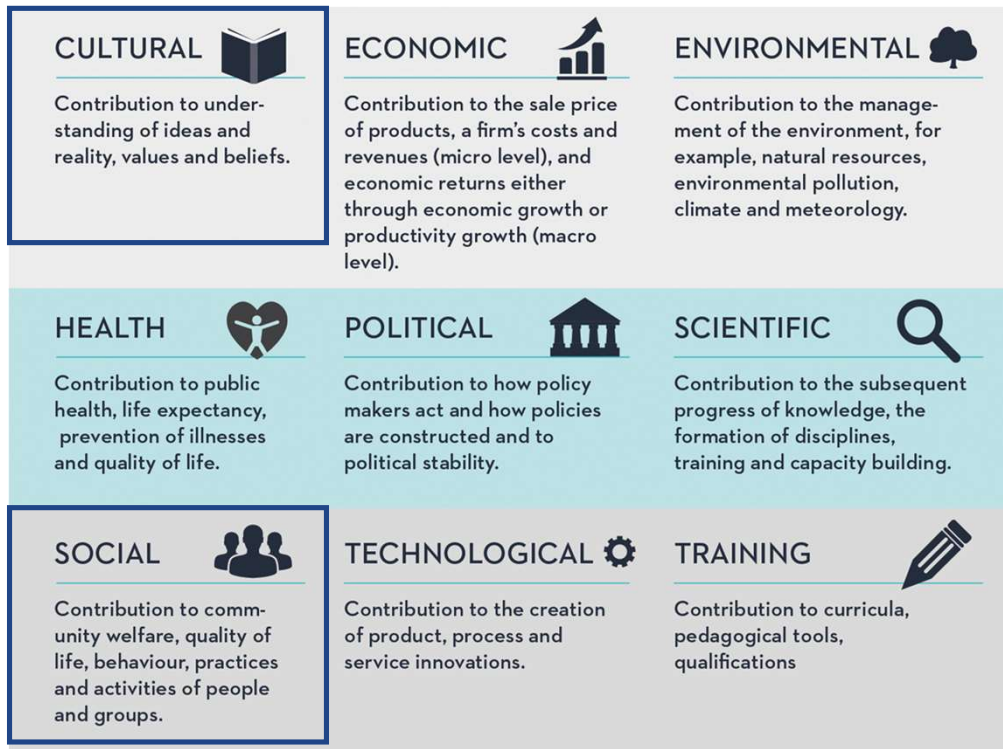 CULTURAL
Contribution to under-
standing of ideas and
reality, values and beliefs.
ECONOMIC
Contribution to the sale price
of products, a firm's costs and
revenues (micro level), and
economic returns either
through economic growth or
productivity growth (macro
level).
ENVIRONMENTAL
Contribution to the manage-
ment of the environment, for
example, natural resources,
environmental pollution,
climate and meteorology.
HEALTH
Contribution to public
health, life expectancy,
prevention of illnesses
and quality of life.
POLITICAL
Contribution to how policy
makers act and how policies
are constructed and to
political stability.
SCIENTIFIC
Contribution to the subsequent
progress of knowledge, the
formation of disciplines,
training and capacity building.
SOCIAL
Contribution to comm-
unity welfare, quality of
life, behaviour, practices
and activities of people
and groups.
TECHNOLOGICAL
Contribution to the creation
of product, process and
service innovations.
TRAINING
Contribution to curricula,
pedagogical tools,
qualifications